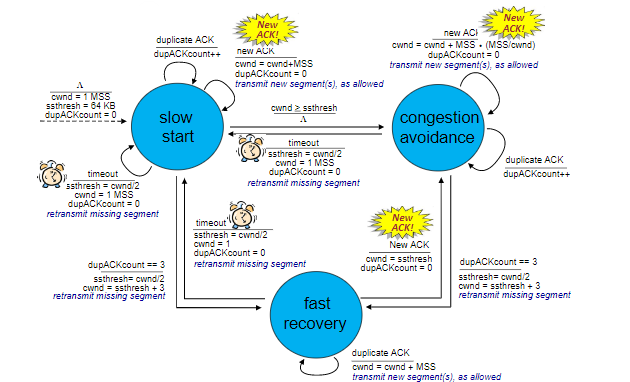 duplicate ACK
dupACKcount++
New
ACK!
new ACK
cwnd = cwnd+MSS
dupACKcount = 0
transmit new segment(s), as allowed
New
ACK!
new ACK
cwnd = cwnd + MSS • (MSS/cwnd)
dupACKcount = 0
transmit new segment(s), as allowed
Λ
cwnd = 1 MSS
ssthresh = 64 KB
dupACKcount = 0
slow
start
cwnd ≥ ssthresh
Λ
congestion
avoidance
timeout
ssthresh = cwnd/2
cwnd = 1 MSS
dupACKcount = 0
retransmit missing segment
duplicate ACK
dupACKcount++
timeout
ssthresh = cwnd/2
cwnd = 1 MSS
dupACKcount = 0
retransmit missing segment
timeout
ssthresh = cwnd/2
cwnd = 1
dupACKcount = 0
retransmit missing segment
New
ACK!
New ACK
cwnd = ssthresh
dupACKcount = 0
dupACKcount == 3
ssthresh= cwnd/2
cwnd = ssthresh + 3
retransmit missing segment
dupACKcount == 3
ssthresh= cwnd/2
cwnd = ssthresh + 3
retransmit missing segment
fast
recovery
duplicate ACK
cwnd = cwnd + MSS
transmit new segment(s), as allowed